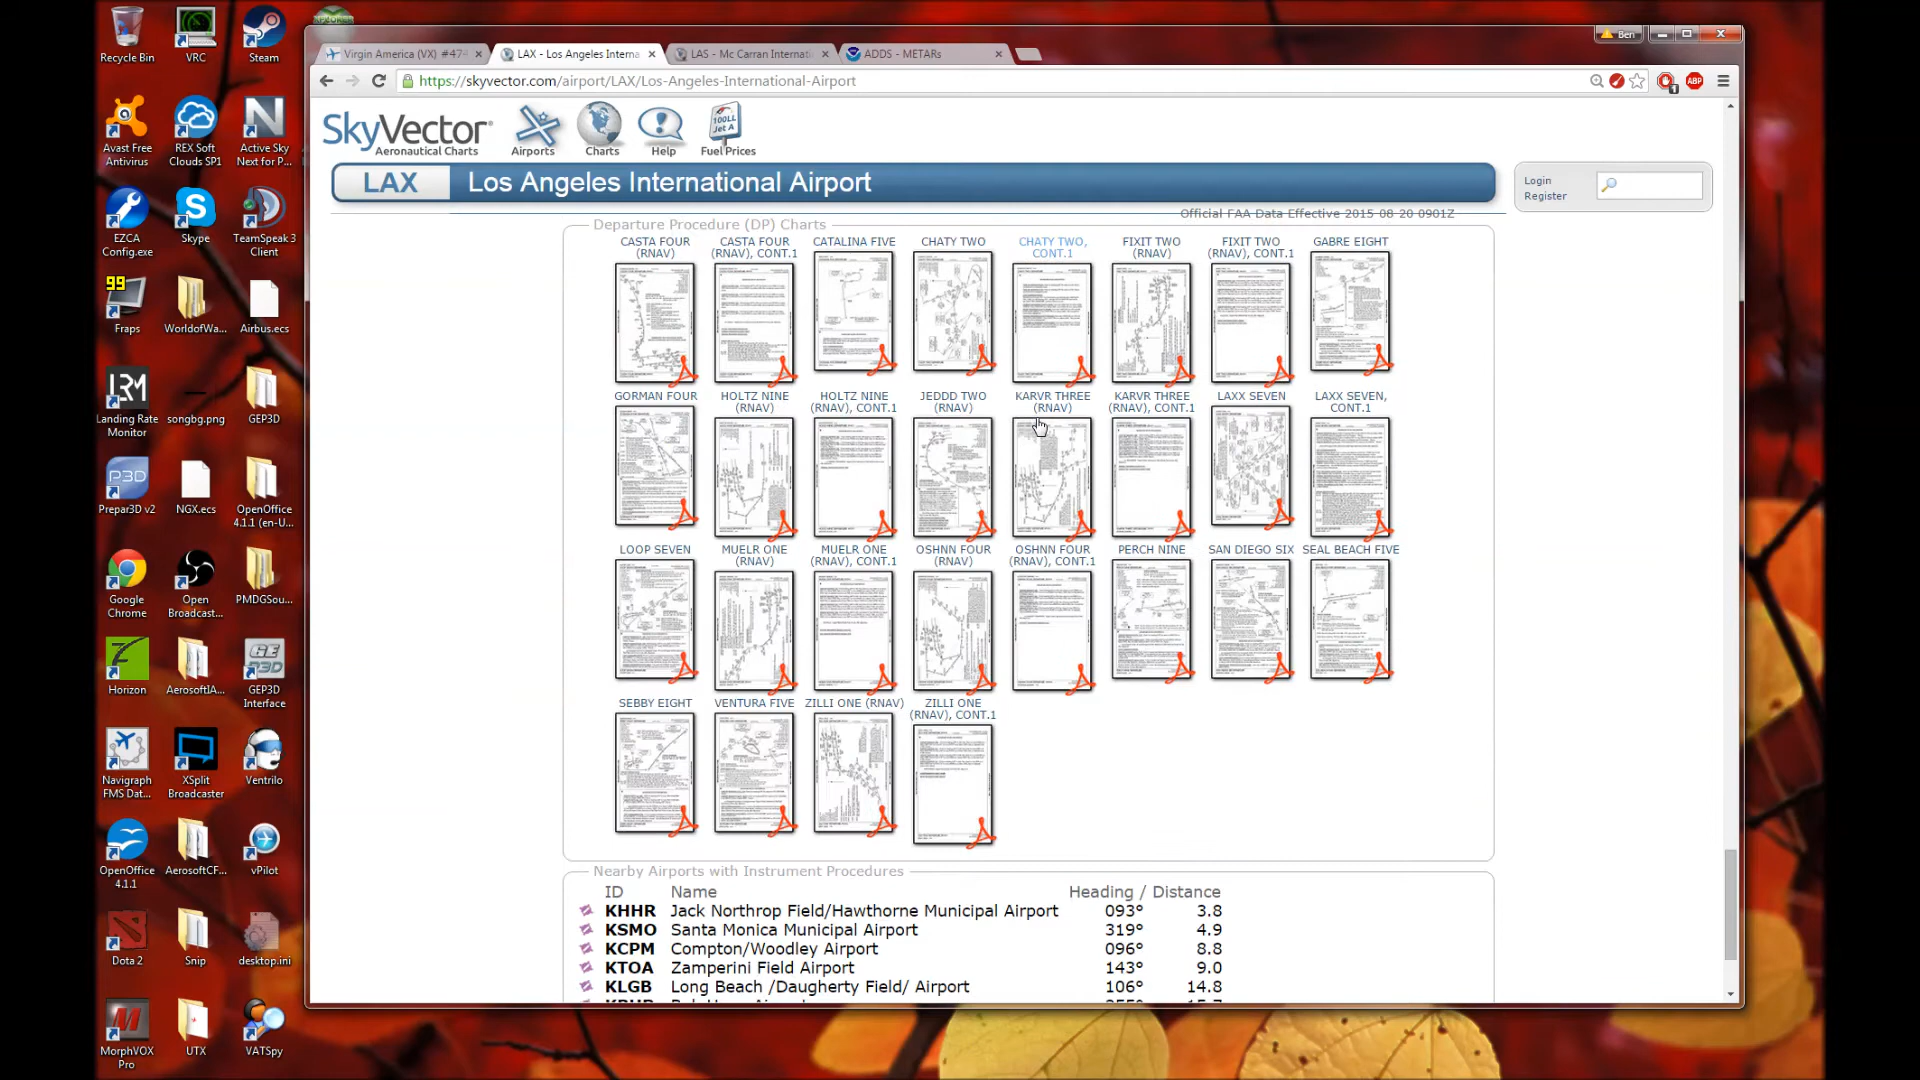 Recycle Bin
VRC
Steam
Avast Free
Antivirus
REX Soft
Clouds SP1
Active Sky
Next for P...
EZCA
Config.exe
Skype
TeamSpeak 3
Client
99
Fraps
WorldofWa...
Airbus.ecs
LRM
Landing Rate
Monitor
songbg.png
GEP3D
P3D
Prepar3D v2
NGX.ecs
OpenOffice
4.1.1 (en-U...
Google
Chrome
Open
Broadcast...
PMDGSou...
Horizon
AerosoftA...
GEP3D
Interface
Navigraph
FMS Dat...
XSplit
Broadcaster
Ventrilo
OpenOffice
4.1.1
AerosoftCF...
vPilot
Dota 2
Snip
desktop.ini
MorphVOX
Pro
UTX
VATSpy
Virgin America (VX) #474
LAX - Los Angeles Interna
LAS - Mc Carran Internati
ADDS - METARs
Ben
https://skyvector.com/airport/LAX/Los-Angeles-International-Airport
ABP
1
SkyVector
Aeronautical Charts
Airports
Charts
Help
100LL
Jet A
Fuel Prices
LAX
Los Angeles International Airport
Login
Register
Official FAA Data Effective 2015-08-20 0901Z
Departure Procedure (DP) Charts
CASTA FOUR
(RNAV)
CASTA FOUR
(RNAV), CONT.1
CATALINA FIVE
CHATY TWO
CHATY TWO,
CONT.1
FIXIT TWO
(RNAV)
FIXIT TWO
(RNAV), CONT.1
GABRE EIGHT
GORMAN FOUR
HOLTZ NINE
(RNAV)
HOLTZ NINE
(RNAV), CONT.1
JEDDD TWO
(RNAV)
KARVR THREE
(RNAV)
KARVR THREE
(RNAV), CONT.1
LAXX SEVEN
LAXX SEVEN,
CONT.1
LOOP SEVEN
MUELR ONE
(RNAV)
MUELR ONE
(RNAV), CONT.1
OSHNN FOUR
(RNAV)
OSHNN FOUR
(RNAV), CONT.1
PERCH NINE
SAN DIEGO SIX
SEAL BEACH FIVE
SEBBY EIGHT
VENTURA FIVE
ZILLI ONE (RNAV)
ZILLI ONE
(RNAV), CONT.1
Nearby Airports with Instrument Procedures
ID Name Heading / Distance
KHHR Jack Northrop Field/Hawthorne Municipal Airport 093° 3.8
KSMO Santa Monica Municipal Airport 319° 4.9
KCPM Compton/Woodley Airport 096° 8.8
KTOA Zamperini Field Airport 143° 9.0
KLGB Long Beach /Daugherty Field/ Airport 106° 14.8